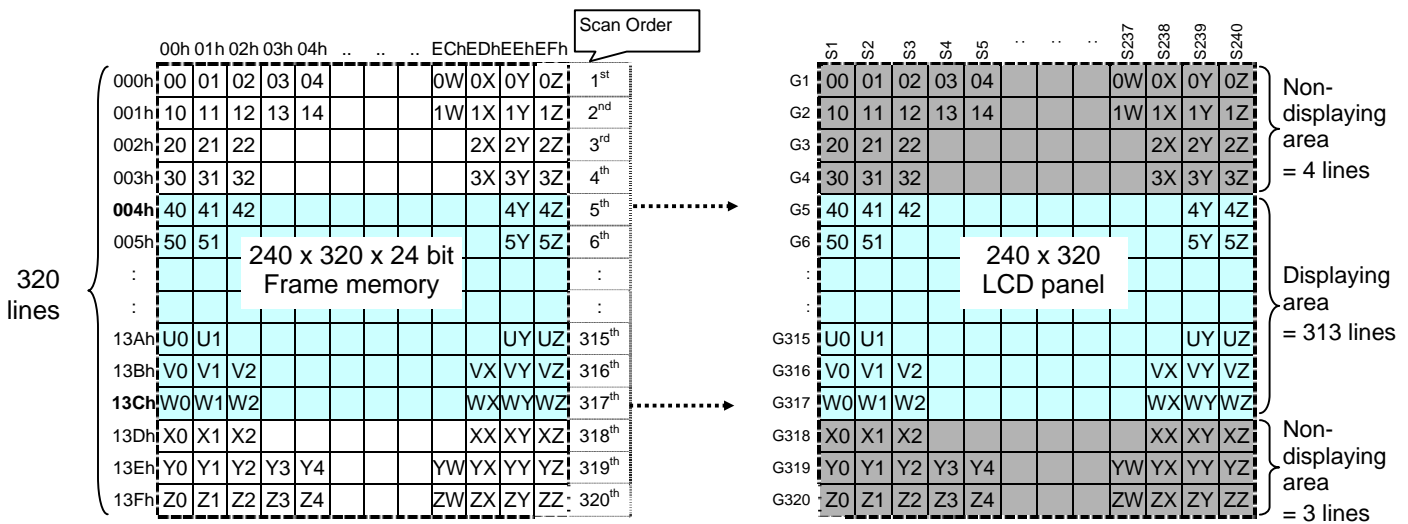 Scan Order
00h 01h 02h 03h 04h .. .. .. ECh EDh EEh EFh
S1 S2 S3 S4 S5 .. .. .. S237 S238 S239 S240
000h 00 01 02 03 04 0W 0X 0Y 0Z 1st
G1 00 01 02 03 04 0W 0X 0Y 0Z
001h 10 11 12 13 14 1W 1X 1Y 1Z 2nd
G2 10 11 12 13 14 1W 1X 1Y 1Z
002h 20 21 22 2X 2Y 2Z 3rd
G3 20 21 22 2X 2Y 2Z
003h 30 31 32 3X 3Y 3Z 4th
G4 30 31 32 3X 3Y 3Z
Non-
displaying
area
= 4 lines
004h 40 41 42 4Y 4Z 5th
G5 40 41 42 4Y 4Z
005h 50 51 5Y 5Z 6th
G6 50 51 5Y 5Z
320
lines
240 x 320 x 24 bit
Frame memory
240 x 320
LCD panel
: :
:
: :
:
Displaying
area
= 313 lines
13Ah U0 U1 UY UZ 315th
G315 U0 U1 UY UZ
13Bh V0 V1 V2 VX VY VZ 316th
G316 V0 V1 V2 VX VY VZ
13Ch W0 W1 W2 WX WY WZ 317th
G317 W0 W1 W2 WX WY WZ
13Dh X0 X1 X2 XX XY XZ 318th
G318 X0 X1 X2 XX XY XZ
13Eh Y0 Y1 Y2 Y3 Y4 YW YX YY YZ 319th
G319 Y0 Y1 Y2 Y3 Y4 YW YX YY YZ
13Fh Z0 Z1 Z2 Z3 Z4 ZW ZX ZY ZZ 320th
G320 Z0 Z1 Z2 Z3 Z4 ZW ZX ZY ZZ
Non-
displaying
area
= 3 lines